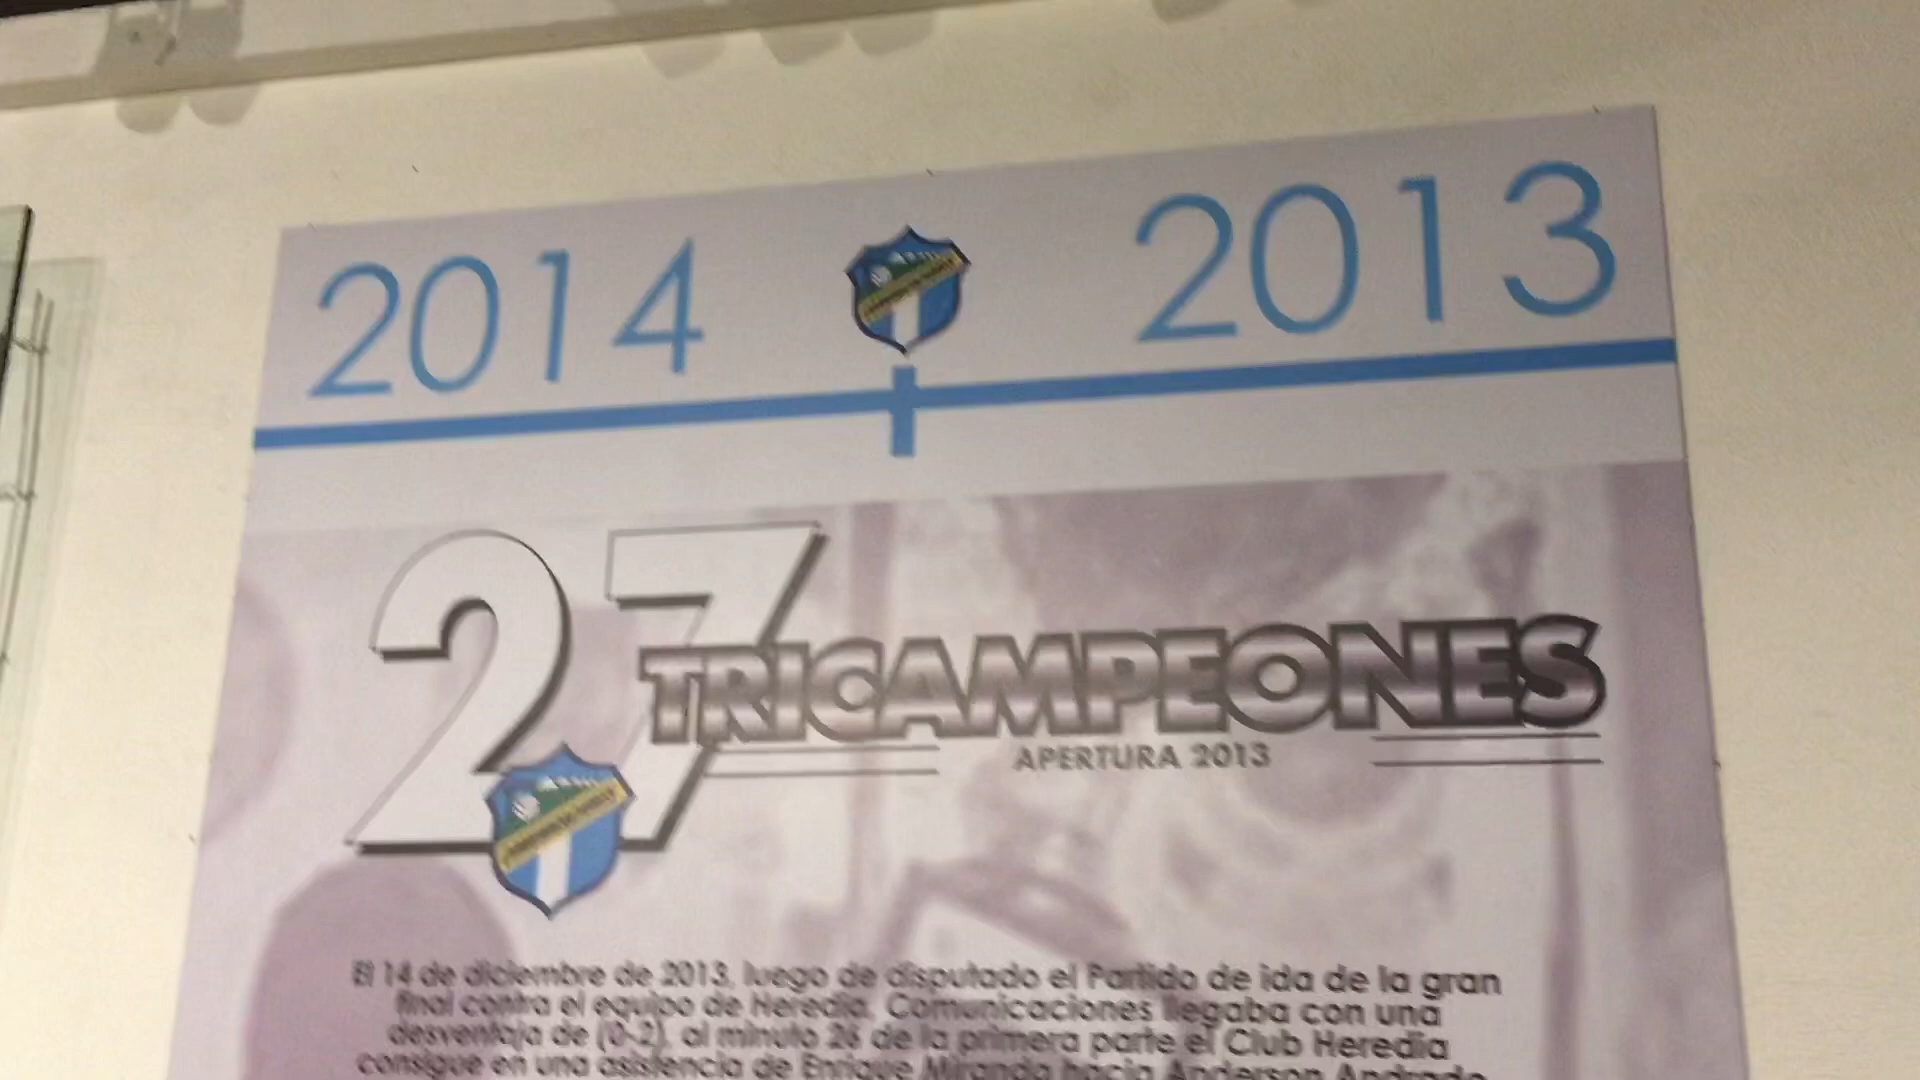 2014 2013
27
TRICAMPEONES
APERTURA 2013
El 14 de diciembre de 2013, luego de disputado el Partido de ida de la gran
final contra el equipo de Heredia, Comunicaciones llegaba con una
desventaja de (0-2), al minuto 26 de la primera parte el Club Heredia
consigue en una asistencia de Enrique Miranda hacia Anderson Andrade